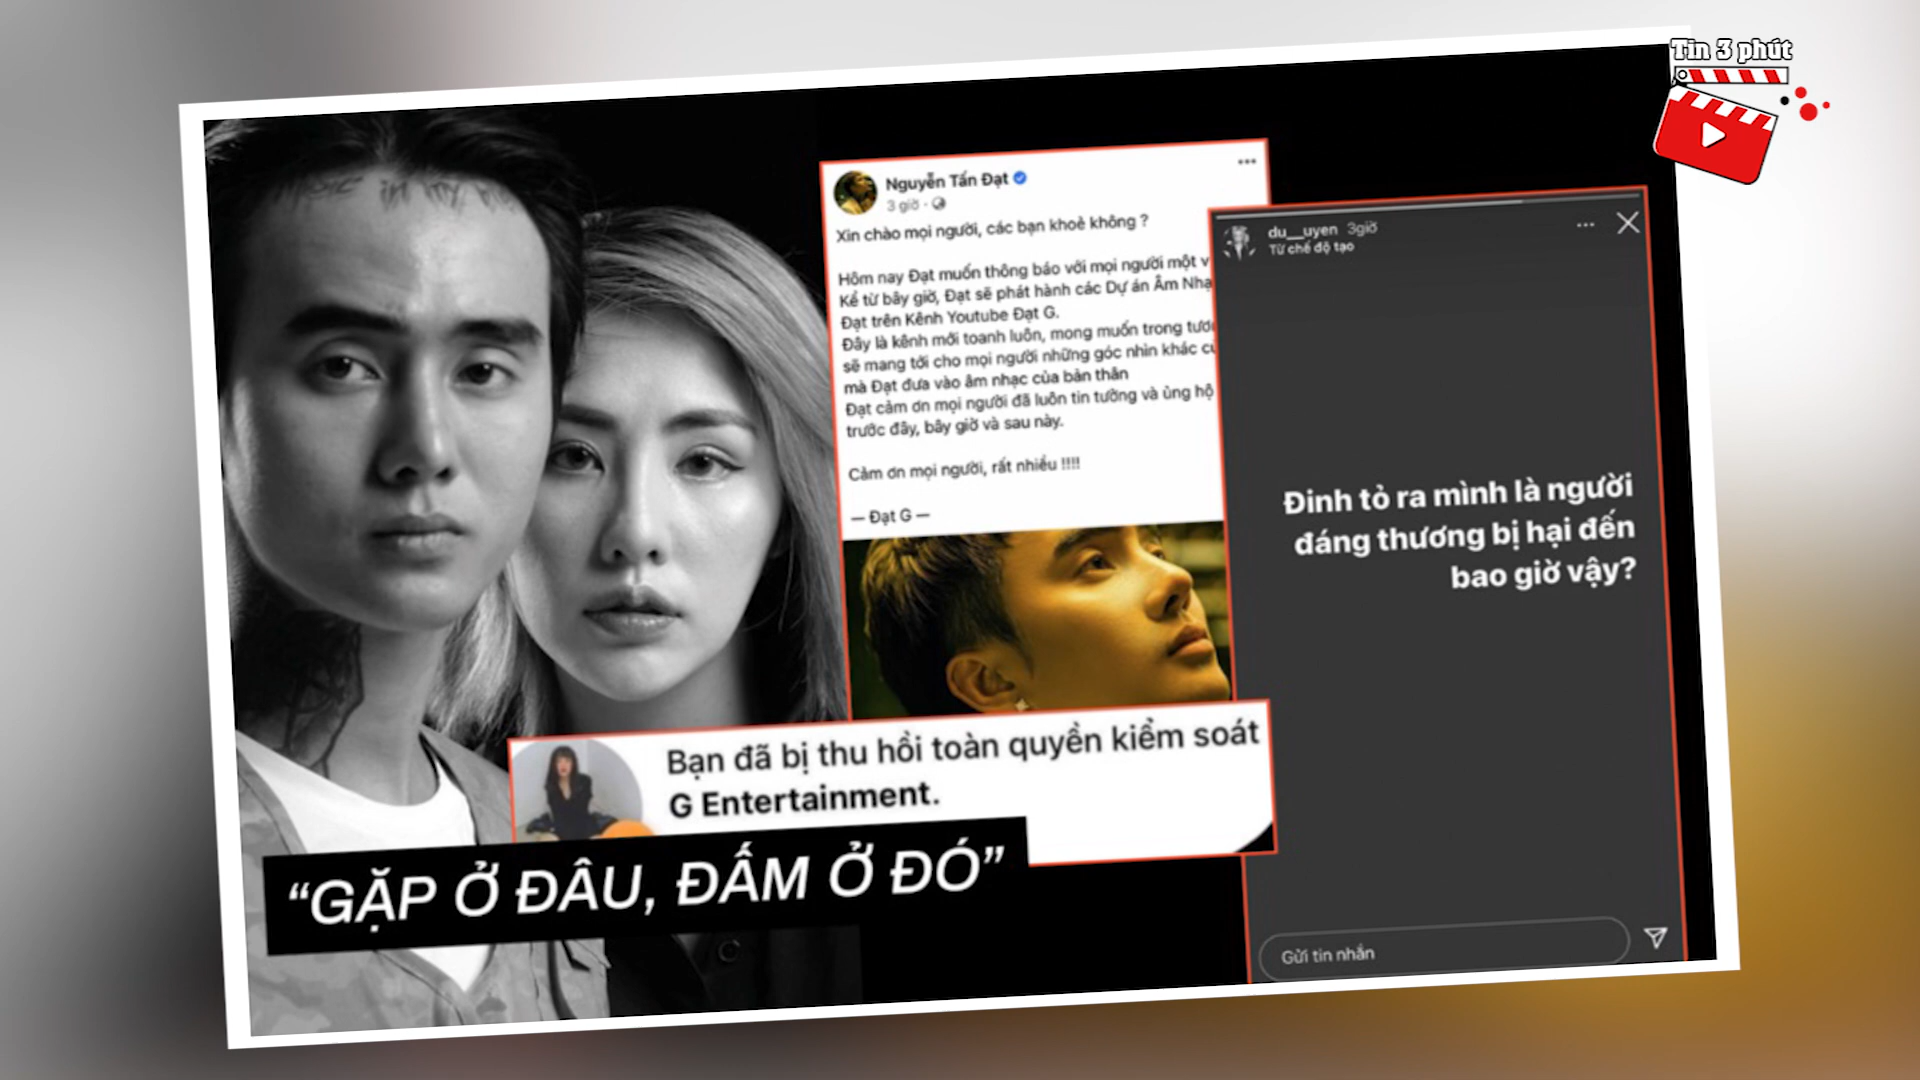 Tin 3 phút
Nguyễn Tấn Đạt
3 giờ
Xin chào mọi người, các bạn khoẻ không ?
Hôm nay Đạt muốn thông báo với mọi người một v
Kể từ bây giờ, Đạt sẽ phát hành các Dự án Âm Nhạ
Đạt trên Kênh Youtube Đạt G.
Đây là kênh mới toanh luôn, mong muốn trong tươ
sẽ mang tới cho mọi người những góc nhìn khác củ
mà Đạt đưa vào âm nhạc của bản thân
Đạt cảm ơn mọi người đã luôn tin tưởng và ủng hộ
trước đây, bây giờ và sau này.
Cảm ơn mọi người, rất nhiều !!!!
— Đạt G —
du__uyen 3giờ
Từ chế độ tạo
Đinh tỏ ra mình là người
đáng thương bị hại đến
bao giờ vậy?
Gửi tin nhắn
Bạn đã bị thu hồi toàn quyền kiểm soát
G Entertainment.
“GẶP Ở ĐÂU, ĐẤM Ở ĐÓ”